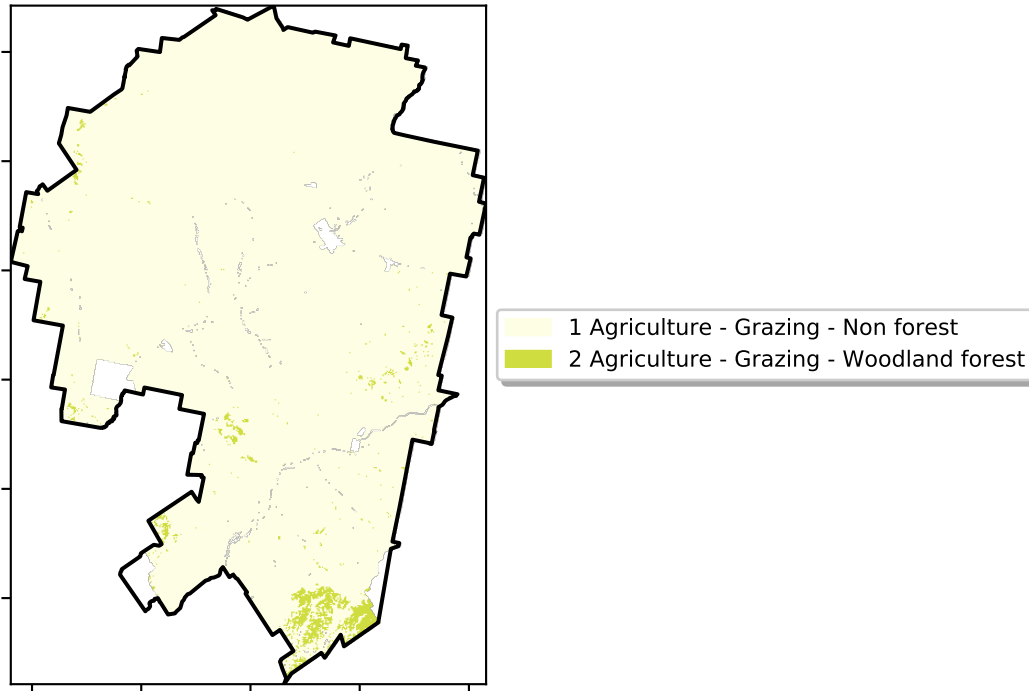 1 Agriculture - Grazing - Non forest
2 Agriculture - Grazing - Woodland forest